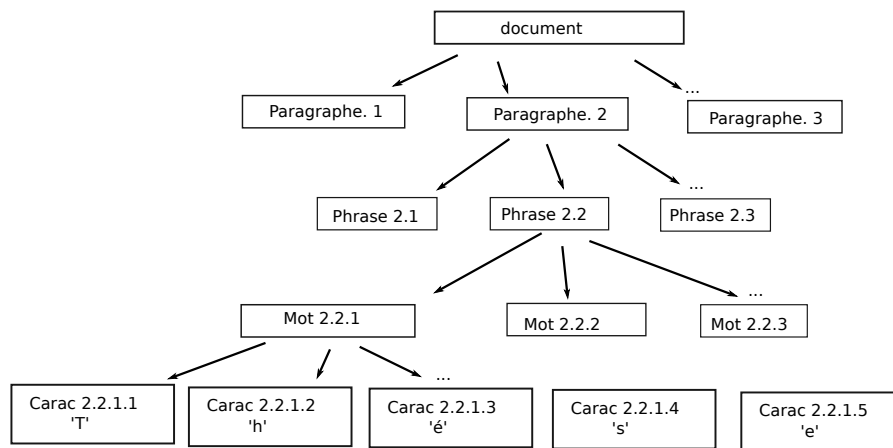 document
...
Paragraphe. 1
Paragraphe. 2
Paragraphe. 3
...
Phrase 2.1
Phrase 2.2
Phrase 2.3
...
Mot 2.2.1
Mot 2.2.2
Mot 2.2.3
...
Carac 2.2.1.1
'T'
Carac 2.2.1.2
'h'
Carac 2.2.1.3
'é'
Carac 2.2.1.4
's'
Carac 2.2.1.5
'e'